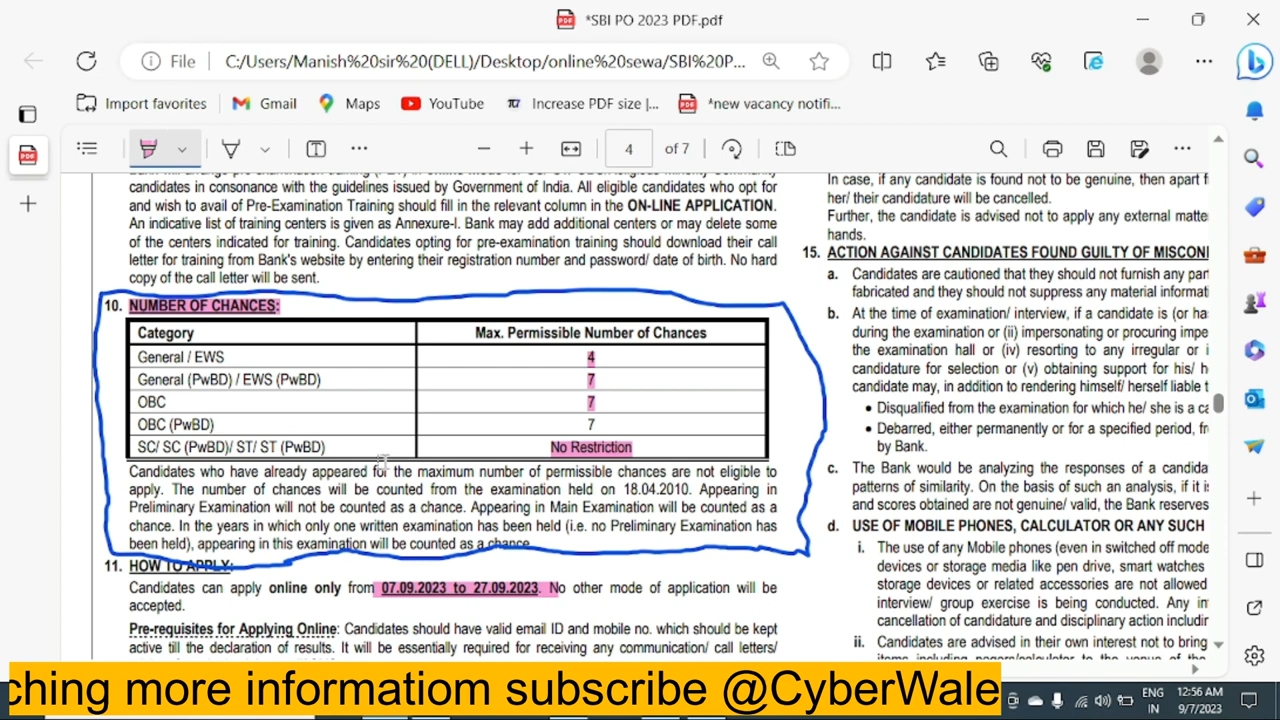 *SBI PO 2023 PDF.pdf
File C:/Users/Manish%20sir%20(DELL)/Desktop/online%20sewa/SBI%20P...
Import favorites Gmail Maps YouTube Increase PDF size |... *new vacancy notifi...
4 of 7
candidates in consonance with the guidelines issued by Government of India. All eligible candidates who opt for
and wish to avail of Pre-Examination Training should fill in the relevant column in the ON-LINE APPLICATION.
An indicative list of training centers is given as Annexure-I. Bank may add additional centers or may delete some
of the centers indicated for training. Candidates opting for pre-examination training should download their call
letter for training from Bank's website by entering their registration number and password/ date of birth. No hard
copy of the call letter will be sent.
10. NUMBER OF CHANCES:
Category Max. Permissible Number of Chances
General / EWS 4
General (PwBD) / EWS (PwBD) 7
OBC 7
OBC (PwBD) 7
SC/ SC (PwBD)/ ST/ ST (PwBD) No Restriction
Candidates who have already appeared for the maximum number of permissible chances are not eligible to
apply. The number of chances will be counted from the examination held on 18.04.2010. Appearing in
Preliminary Examination will not be counted as a chance. Appearing in Main Examination will be counted as a
chance. In the years in which only one written examination has been held (i.e. no Preliminary Examination has
been held), appearing in this examination will be counted as a chance.
11. HOW TO APPLY:
Candidates can apply online only from 07.09.2023 to 27.09.2023. No other mode of application will be
accepted.
Pre-requisites for Applying Online: Candidates should have valid email ID and mobile no. which should be kept
active till the declaration of results. It will be essentially required for receiving any communication/ call letters/
In case, if any candidate is found not to be genuine, then apart f
her/ their candidature will be cancelled.
Further, the candidate is advised not to apply any external matte
hands.
15. ACTION AGAINST CANDIDATES FOUND GUILTY OF MISCON
a. Candidates are cautioned that they should not furnish any part
fabricated and they should not suppress any material informat
b. At the time of examination/ interview, if a candidate is (or ha
during the examination or (ii) impersonating or procuring impe
the examination hall or (iv) resorting to any irregular or i
candidature for selection or (v) obtaining support for his/ h
candidate may, in addition to rendering himself/ herself liable t
• Disqualified from the examination for which he/ she is a ca
• Debarred, either permanently or for a specified period, fr
by Bank.
c. The Bank would be analyzing the responses of a candida
patterns of similarity. On the basis of such an analysis, if it i
and scores obtained are not genuine/ valid, the Bank reserves
d. USE OF MOBILE PHONES, CALCULATOR OR ANY SUCH
i. The use of any Mobile phones (even in switched off mode
devices or storage media like pen drive, smart watches
storage devices or related accessories are not allowed
interview/ group exercise is being conducted. Any in
cancellation of candidature and disciplinary action includin
ii. Candidates are advised in their own interest not to bring
ching more informatiom subscribe @CyberWale
ENG
IN
12:56 AM
9/7/2023